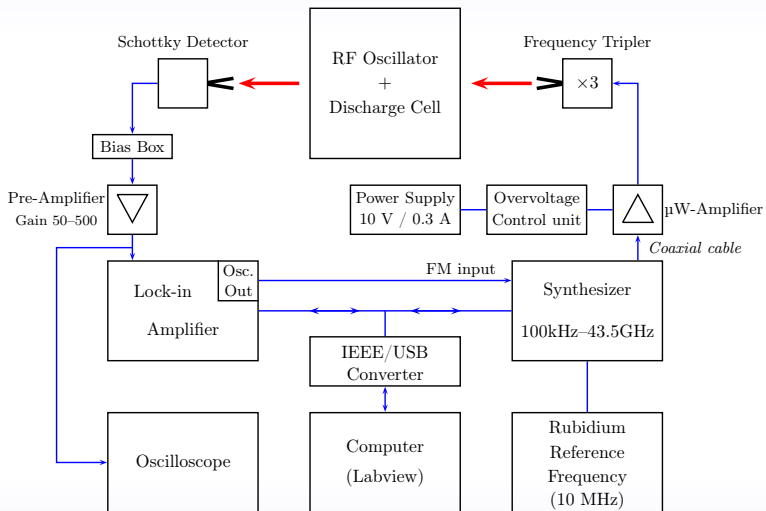 Schottky Detector
RF Oscillator
+
Discharge Cell
Frequency Tripler
×3
Bias Box
Pre-Amplifier
Gain 50–500
Power Supply
10 V / 0.3 A
Overvoltage
Control unit
µW-Amplifier
Coaxial cable
Osc.
Out
Lock-in
Amplifier
FM input
Synthesizer
100kHz–43.5GHz
IEEE/USB
Converter
Oscilloscope
Computer
(Labview)
Rubidium
Reference
Frequency
(10 MHz)